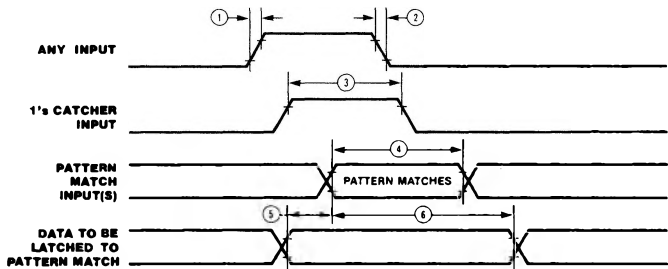 1
2
ANY INPUT
3
1's CATCHER
INPUT
4
PATTERN
MATCH
INPUT(S)
PATTERN MATCHES
5
6
DATA TO BE
LATCHED TO
PATTERN MATCH